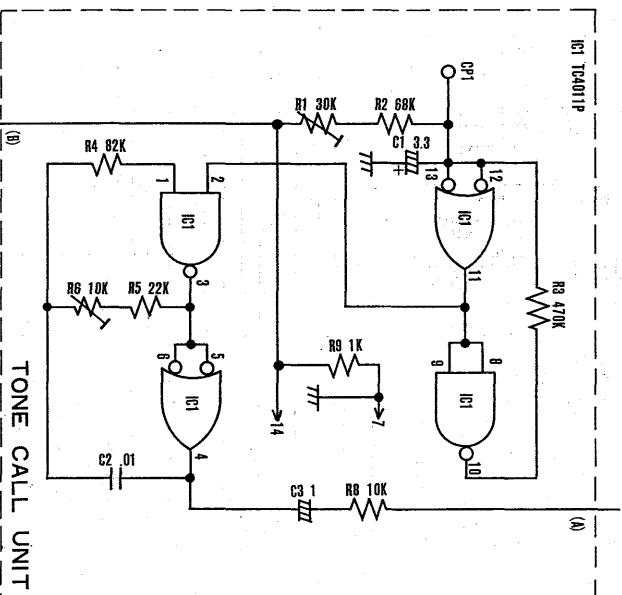 IC1 TC4011P
CP1
R1 30K
R2 68K
C1 3.3
+
13
12
(B)
R4 82K
1
2
IC1
IC1
3
11
R3 470K
R6 10K
R5 22K
6
5
R9 1K
9
8
IC1
IC1
14
7
4
10
C2 .01
C3 1
R8 10K
(A)
TONE CALL UNIT